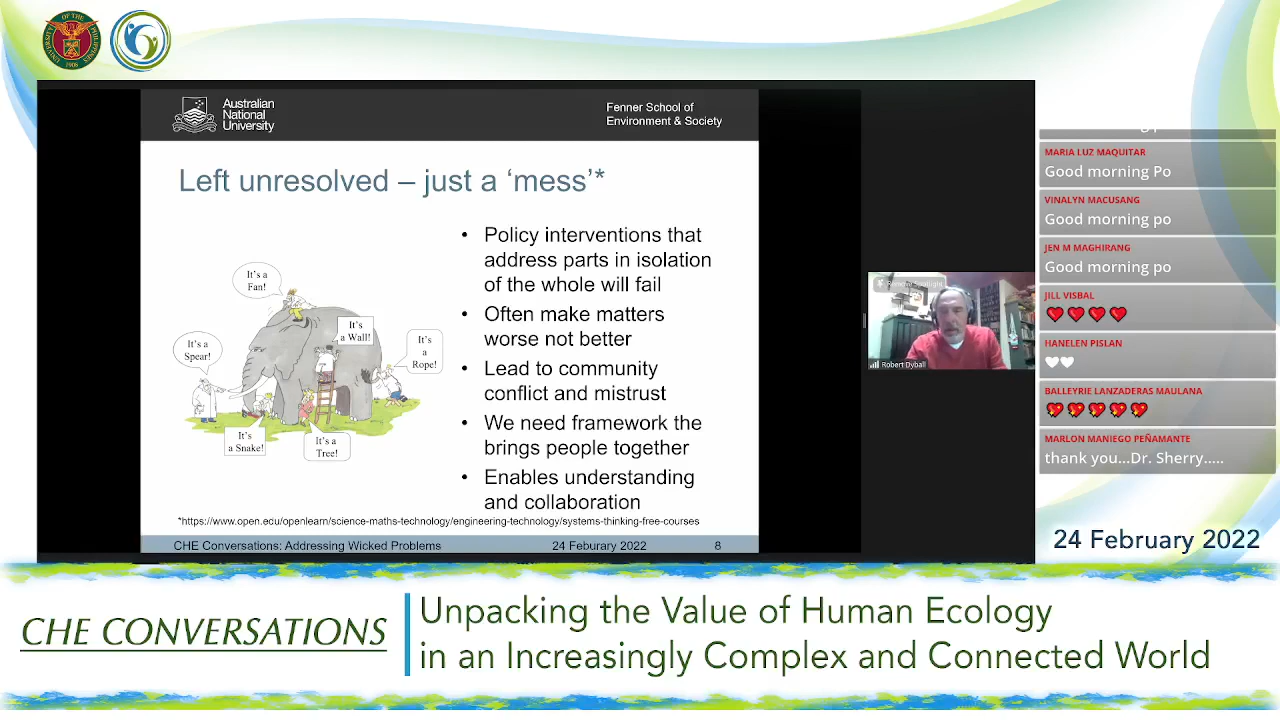 UNIVERSITY OF THE PHILIPPINES
1908
Australian
National
University
Fenner School of
Environment & Society
Left unresolved – just a ‘mess’*
It's a
Fan!
It's
a Wall!
It's a
Spear!
It's
a
Rope!
It's
a Snake!
It's a
Tree!
• Policy interventions that
address parts in isolation
of the whole will fail
• Often make matters
worse not better
• Lead to community
conflict and mistrust
• We need framework the
brings people together
• Enables understanding
and collaboration
*https://www.open.ecu/openlearn/science-maths-technology/engineering-technology/systems-thinking-free-courses
CHE Conversations: Addressing Wicked Problems
24 Feburary 2022
8
Robert Dyball
MARIA LUZ MAQUITAR
Good morning Po
VINALYN MACUSANG
Good morning po
JEN M MAGHIRANG
Good morning po
JILL VISBAL
HANELEN PISLAN
BALLEYRIE LANZADERAS MAULANA
MARLON MANIEGO PEÑAMANTE
thank you...Dr. Sherry.....
24 February 2022
CHE CONVERSATIONS
Unpacking the Value of Human Ecology
in an Increasingly Complex and Connected World